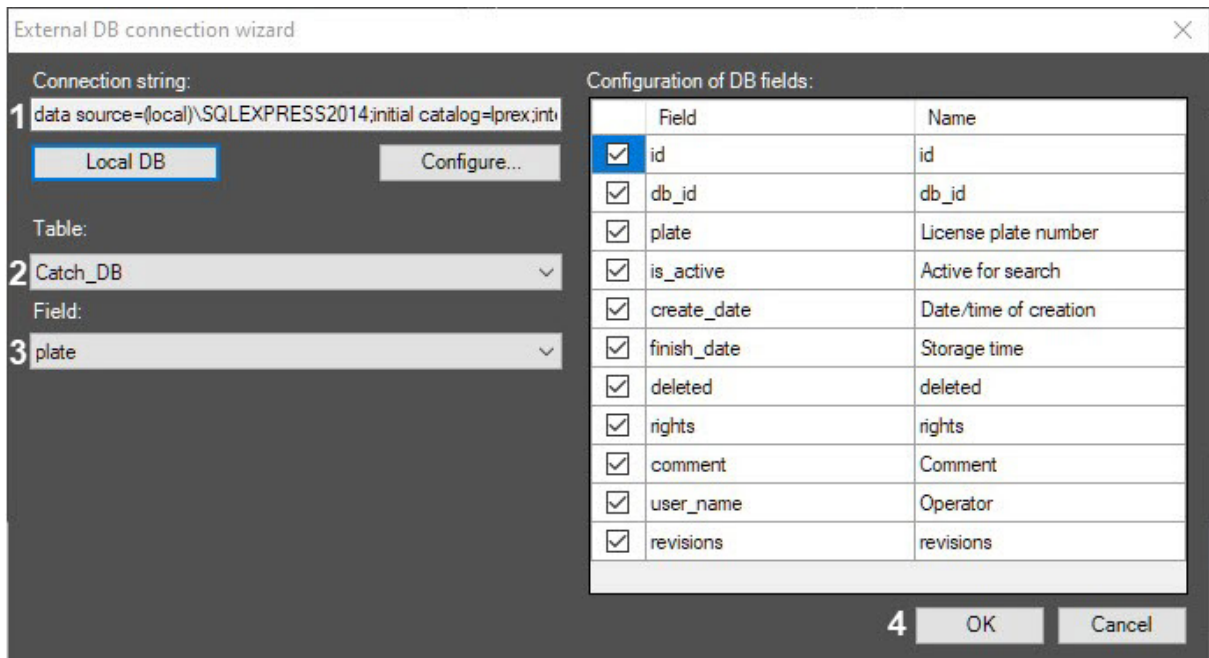 External DB connection wizard
Connection string:
1 data source=(local)\SQLEXPRESS2014;initial catalog=lprex;inte
Local DB Configure...
Table:
2 Catch_DB
Field:
3 plate
Configuration of DB fields:
Field Name
id id
db_id db_id
plate License plate number
is_active Active for search
create_date Date/time of creation
finish_date Storage time
deleted deleted
rights rights
comment Comment
user_name Operator
revisions revisions
4 OK Cancel